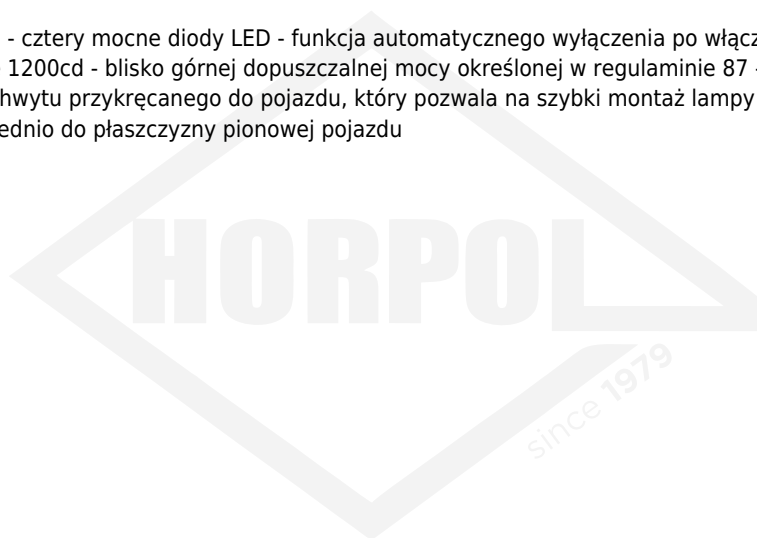 - cztery mocne diody LED - funkcja automatycznego wyłączenia po włącz
1200cd - blisko górnej dopuszczalnej mocy określonej w regulaminie 87 -
hwytu przykręcanego do pojazdu, który pozwala na szybki montaż lampy
ednio do płaszczyzny pionowej pojazdu
HORPOL
since 1979